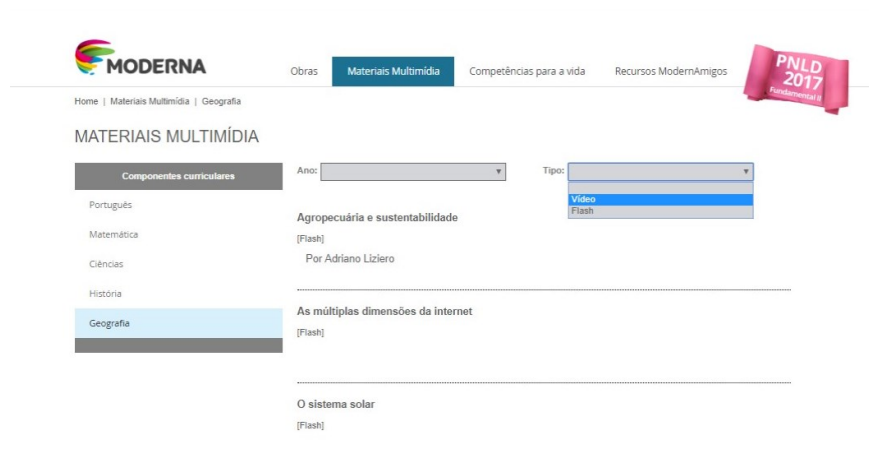 MODERNA
Obras
Materiais Multimídia
Competências para a vida
Recursos ModernAmigos
PNLD
2017
Fundamental II
Home | Materiais Multimídia | Geografia
MATERIAIS MULTIMÍDIA
Componentes curriculares
Português
Matemática
Ciências
História
Geografia
Ano:
Tipo:
Vídeo
Flash
Agropecuária e sustentabilidade
[Flash]
Por Adriano Liziero
As múltiplas dimensões da internet
[Flash]
O sistema solar
[Flash]